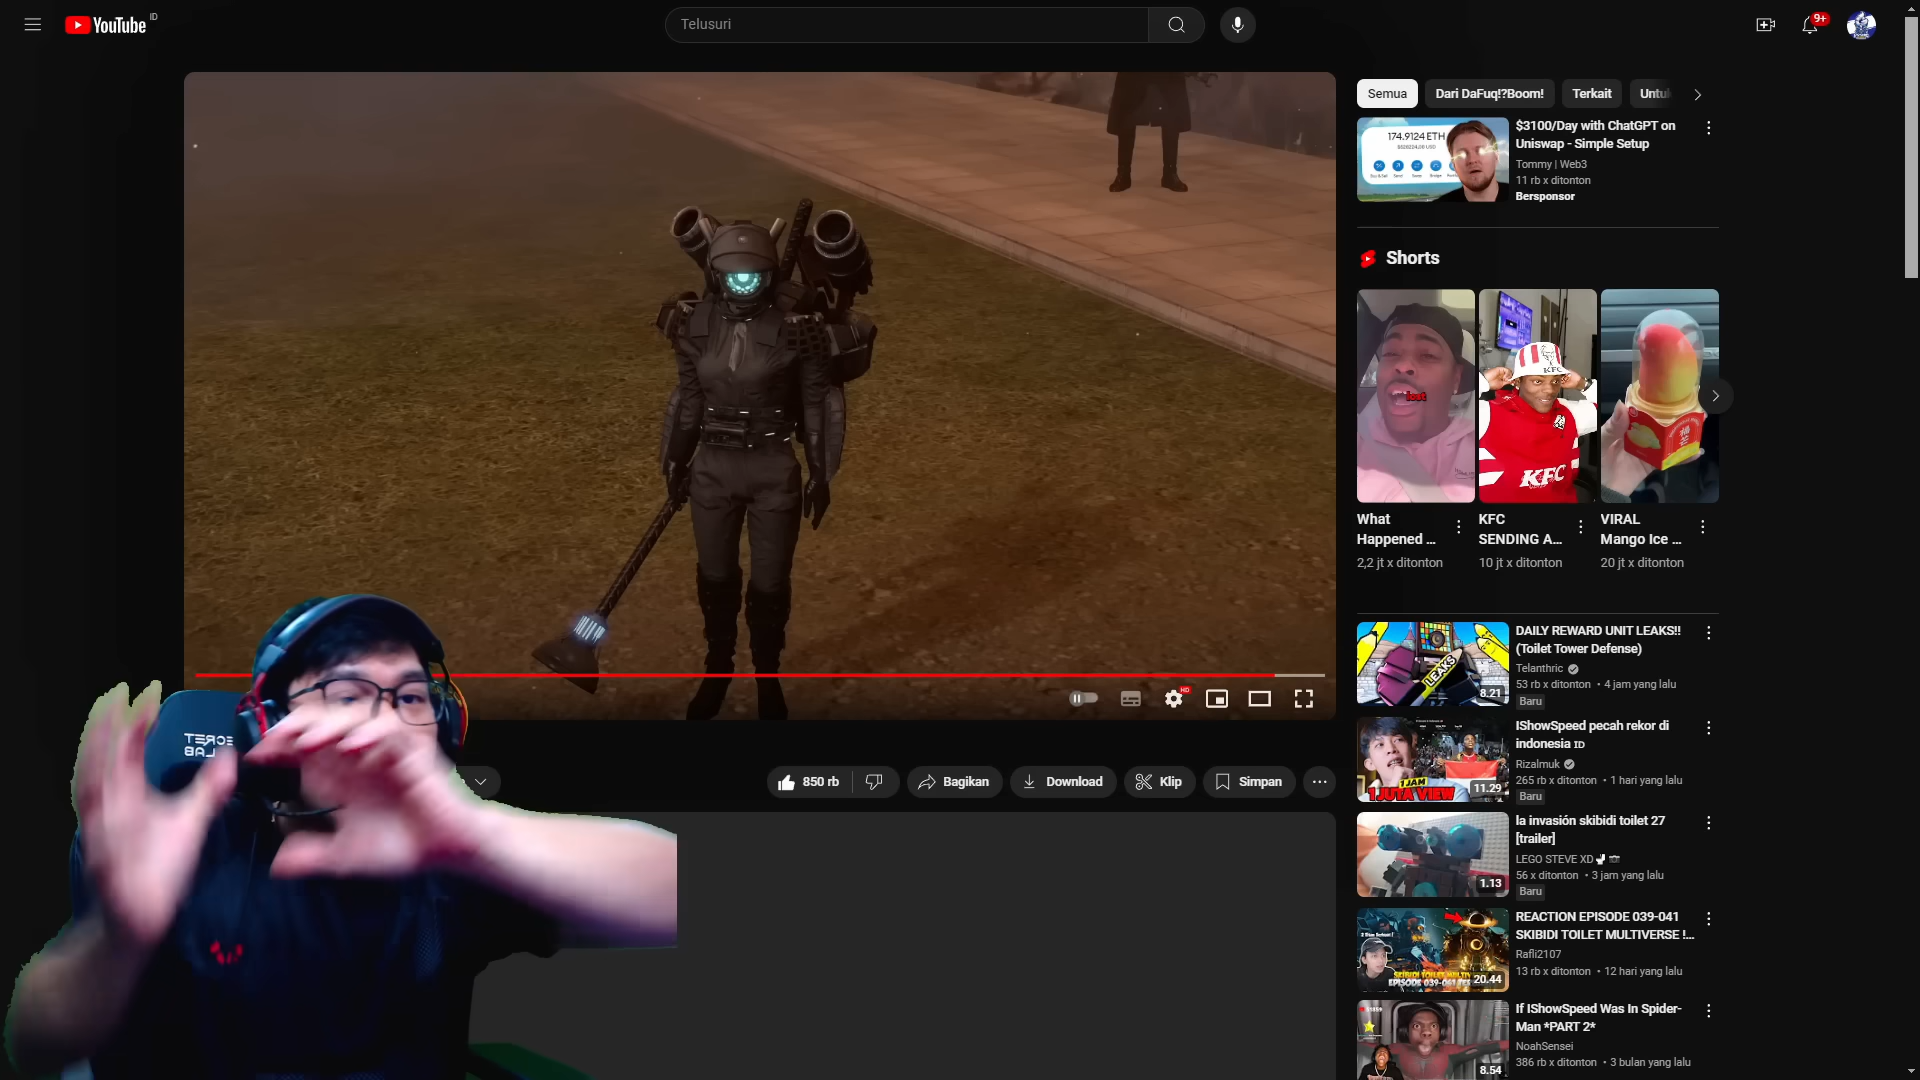 YouTube ID
Telusuri
9+
Semua
Dari DaFuq!?Boom!
Terkait
174.9124 ETH
$3100/Day with ChatGPT on
Uniswap - Simple Setup
Tommy | Web3
11 rb x ditonton
Bersponsor
Shorts
KFC
KFC
What
Happened ...
2,2 jt x ditonton
KFC
SENDING A...
10 jt x ditonton
VIRAL
Mango Ice ...
20 jt x ditonton
HD
LEAKS
8.21
DAILY REWARD UNIT LEAKS!!
(Toilet Tower Defense)
Telanthric
53 rb x ditonton • 4 jam yang lalu
Baru
1 JAM
1 JUTA VIEW
11.29
IShowSpeed pecah rekor di
indonesia ID
Rizalmuk
265 rb x ditonton • 1 hari yang lalu
Baru
850 rb
Bagikan
Download
Klip
Simpan
1.13
la invasión skibidi toilet 27
[trailer]
LEGO STEVE XD
56 x ditonton • 3 jam yang lalu
Baru
20.44
REACTION EPISODE 039-041
SKIBIDI TOILET MULTIVERSE !...
Rafli2107
13 rb x ditonton • 12 hari yang lalu
8.54
If IShowSpeed Was In Spider-
Man *PART 2*
NoahSensei
386 rb x ditonton • 3 bulan yang lalu